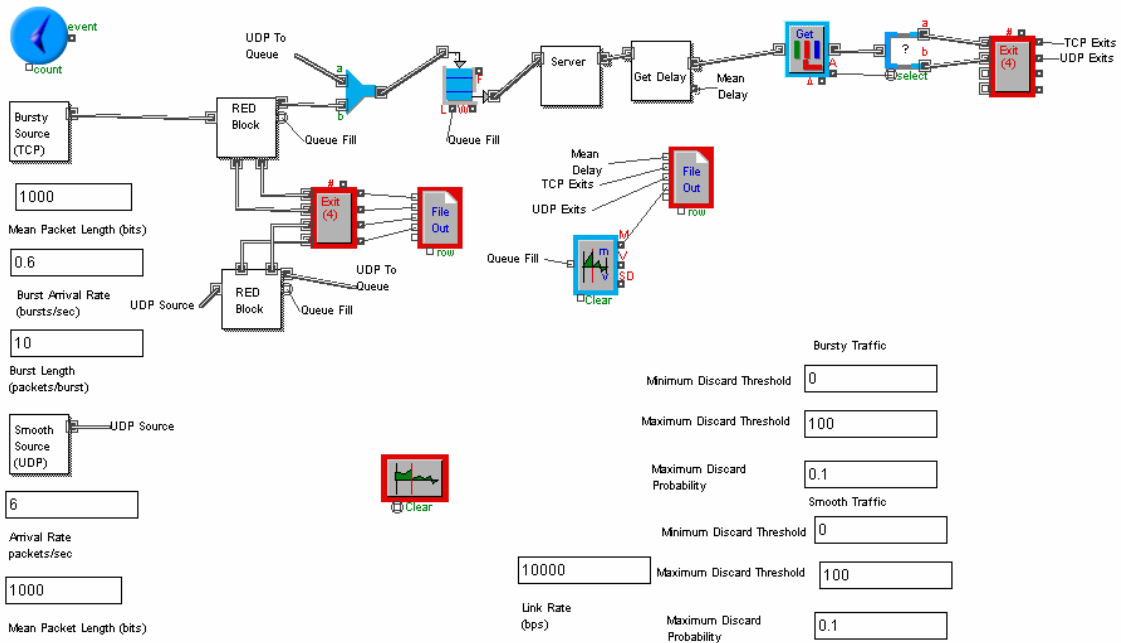 event
count
UDP To
Queue
a
b
F
L
W
Server
Get Delay
Mean
Delay
Get
A
Δ
?
a
b
select
#
Exit
(4)
TCP Exits
UDP Exits
Bursty
Source
(TCP)
RED
Block
Queue Fill
Queue Fill
1000
Mean Packet Length (bits)
#
Exit
(4)
File
Out
row
Mean
Delay
TCP Exits
UDP Exits
File
Out
row
0.6
Burst Arrival Rate
(bursts/sec)
UDP Source
RED
Block
UDP To
Queue
Queue Fill
Queue Fill
m
v
M
V
SD
Clear
10
Burst Length
(packets/burst)
Smooth
Source
(UDP)
UDP Source
6
Arrival Rate
packets/sec
1000
Mean Packet Length (bits)
Clear
Bursty Traffic
Minimum Discard Threshold
0
Maximum Discard Threshold
100
Maximum Discard
Probability
0.1
Smooth Traffic
Minimum Discard Threshold
0
10000
Link Rate
(bps)
Maximum Discard Threshold
100
Maximum Discard
Probability
0.1